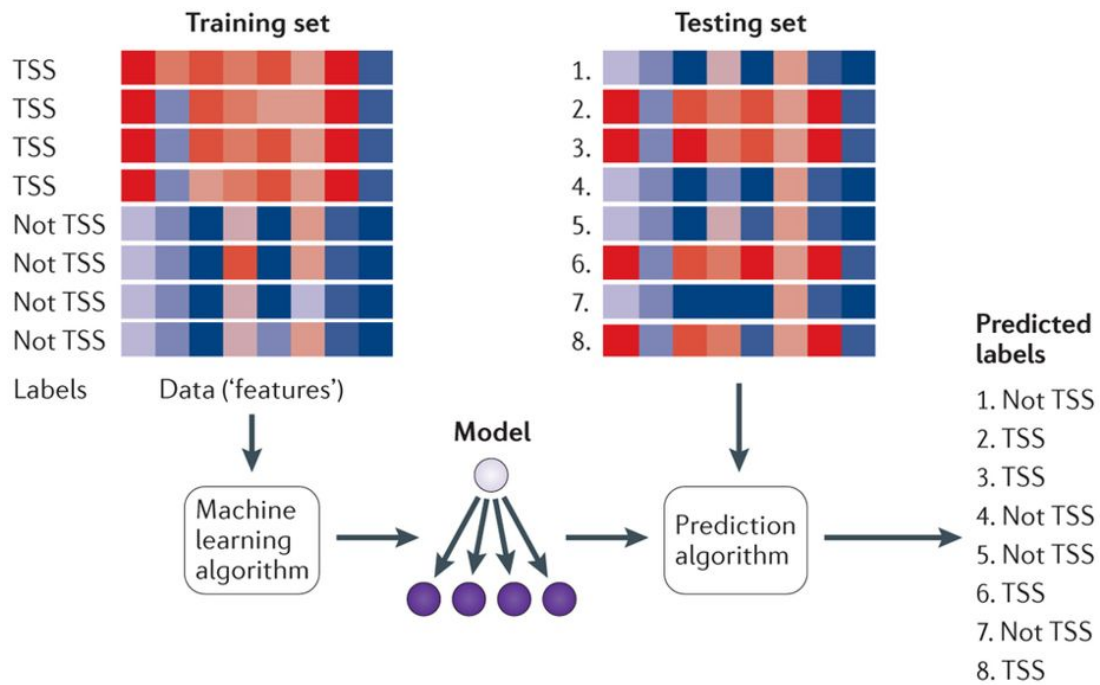 Training set
TSS
TSS
TSS
TSS
Not TSS
Not TSS
Not TSS
Not TSS
Labels
Data (‘features’)
Testing set
1.
2.
3.
4.
5.
6.
7.
8.
Machine
learning
algorithm
Model
Prediction
algorithm
Predicted
labels
1. Not TSS
2. TSS
3. TSS
4. Not TSS
5. Not TSS
6. TSS
7. Not TSS
8. TSS